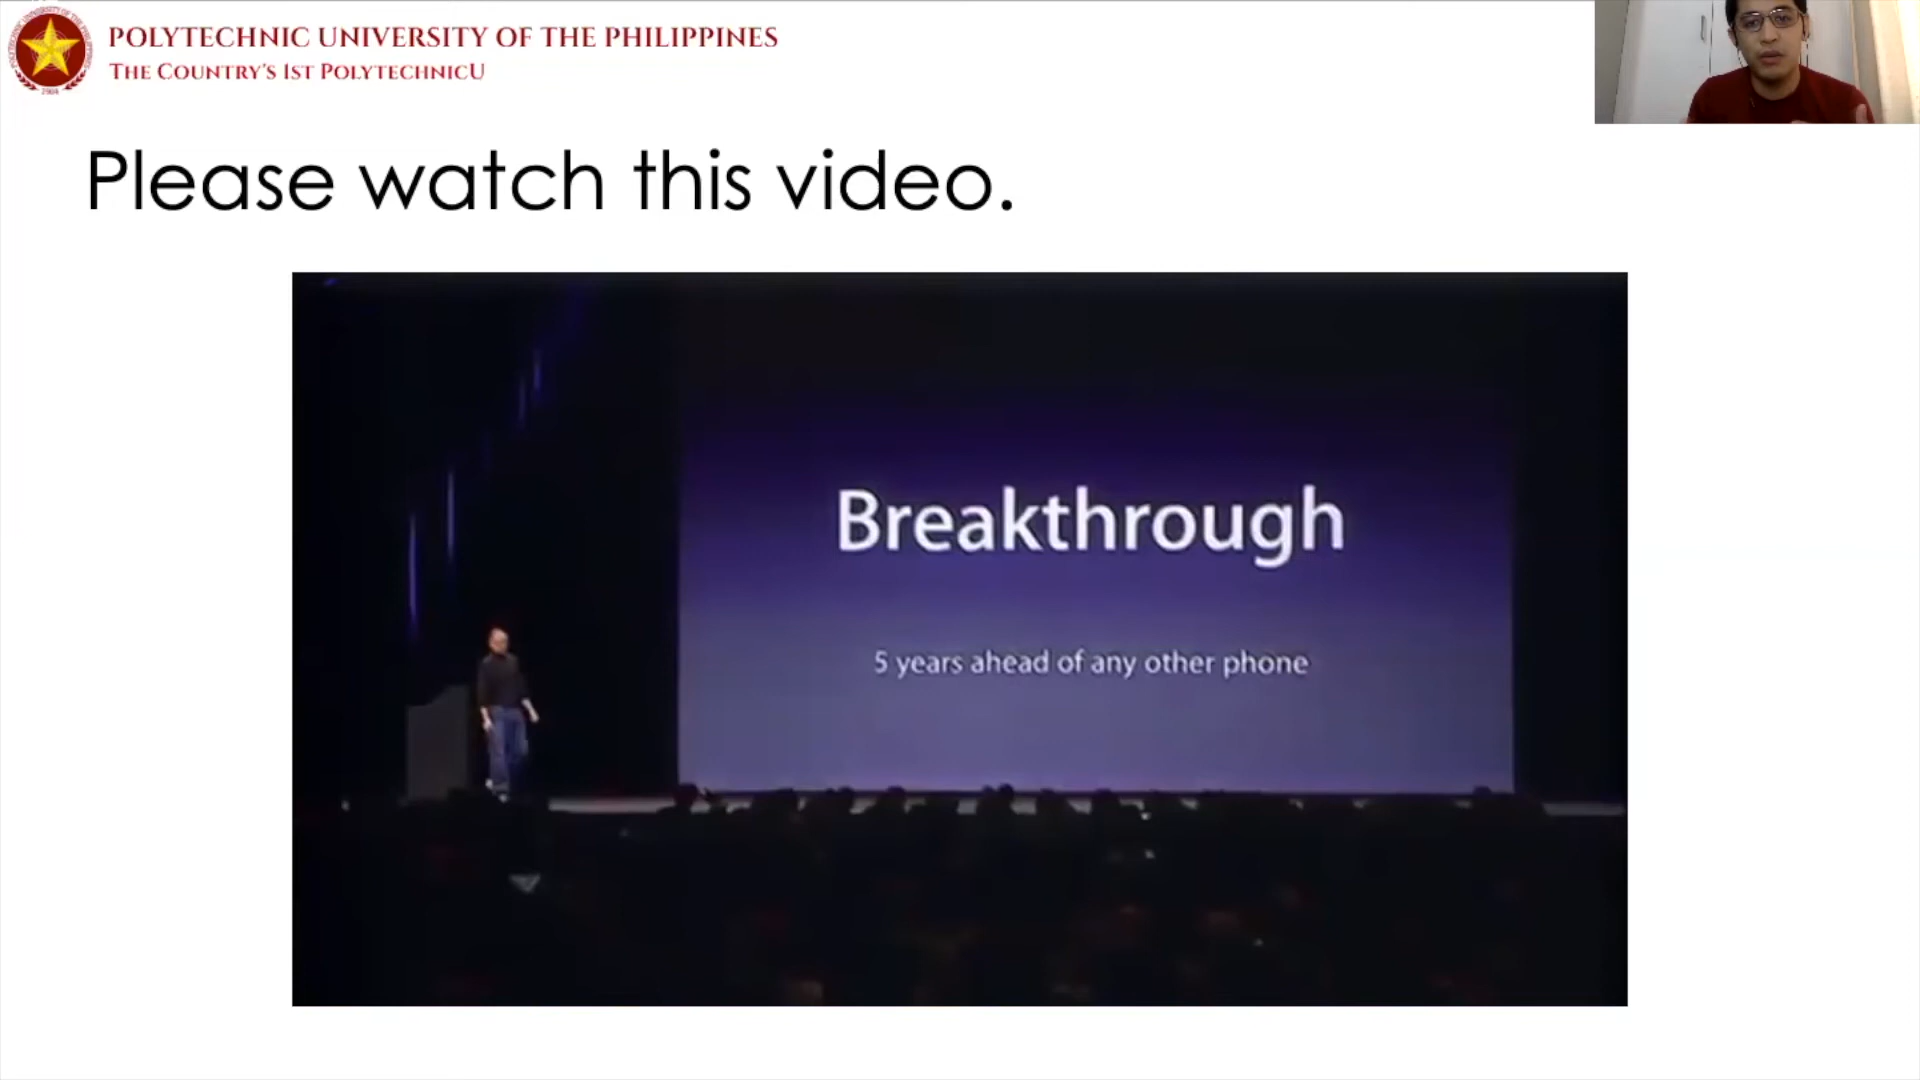 POLYTECHNIC UNIVERSITY OF THE PHILIPPINES
THE COUNTRY'S 1ST POLYTECHNICU
1904
Please watch this video.
Breakthrough
5 years ahead of any other phone